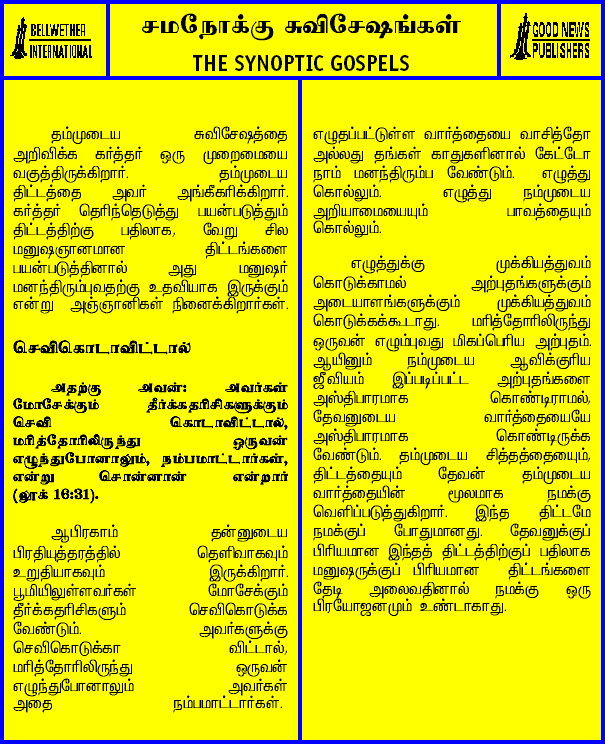 BELLWETHER
INTERNATIONAL
சமநோக்கு சுவிசேஷங்கள்
THE SYNOPTIC GOSPELS
GOOD NEWS
PUBLISHERS
தம்முடைய சுவிசேஷத்தை
அறிவிக்க கர்த்தர் ஒரு முறைமையை
வகுத்திருக்கிறார். தம்முடைய
திட்டத்தை அவர் அங்கீகரிக்கிறார்.
கர்த்தர் தெரிந்தெடுத்து பயன்படுத்தும்
திட்டத்திற்கு பதிலாக, வேறு சில
மனுஷஞானமான திட்டங்களை
பயன்படுத்தினால் அது மனுஷர்
மனந்திரும்புவதற்கு உதவியாக இருக்கும்
என்று அஞ்ஞானிகள் நினைக்கிறார்கள்.
செவிகொடாவிட்டால்
அதற்கு அவன்: அவர்கள்
மோசேக்கும் தீர்க்கதரிசிகளுக்கும்
செவி கொடாவிட்டால்,
மரித்தோரிலிருந்து ஒருவன்
எழுந்துபோனாலும், நம்பமாட்டார்கள்,
என்று சொன்னான் என்றார்
(லூக் 16:31).
ஆபிரகாம் தன்னுடைய
பிரதியுத்தரத்தில் தெளிவாகவும்
உறுதியாகவும் இருக்கிறார்.
பூமியிலுள்ளவர்கள் மோசேக்கும்
தீர்க்கதரிசிகளும் செவிகொடுக்க
வேண்டும். அவர்களுக்கு
செவிகொடுக்கா விட்டால்,
மரித்தோரிலிருந்து ஒருவன்
எழுந்துபோனாலும் அவர்கள்
அதை நம்பமாட்டார்கள்.
எழுதப்பட்டுள்ள வார்த்தையை வாசித்தோ
அல்லது தங்கள் காதுகளினால் கேட்டோ
நாம் மனந்திரும்ப வேண்டும். எழுத்து
கொல்லும். எழுத்து நம்முடைய
அறியாமையையும் பாவத்தையும்
கொல்லும்.
எழுத்துக்கு முக்கியத்துவம்
கொடுக்காமல் அற்புதங்களுக்கும்
அடையாளங்களுக்கும் முக்கியத்துவம்
கொடுக்கக்கூடாது. மரித்தோரிலிருந்து
ஒருவன் எழும்புவது மிகப்பெரிய அற்புதம்.
ஆயினும் நம்முடைய ஆவிக்குரிய
ஜீவியம் இப்படிப்பட்ட அற்புதங்களை
அஸ்திபாரமாக கொண்டிராமல்,
தேவனுடைய வார்த்தையையே
அஸ்திபாரமாக கொண்டிருக்க
வேண்டும். தம்முடைய சித்தத்தையும்,
திட்டத்தையும் தேவன் தம்முடைய
வார்த்தையின் மூலமாக நமக்கு
வெளிப்படுத்துகிறார். இந்த திட்டமே
நமக்குப் போதுமானது. தேவனுக்குப்
பிரியமான இந்தத் திட்டத்திற்குப் பதிலாக
மனுஷருக்குப் பிரியமான திட்டங்களை
தேடி அலைவதினால் நமக்கு ஒரு
பிரயோஜனமும் உண்டாகாது.